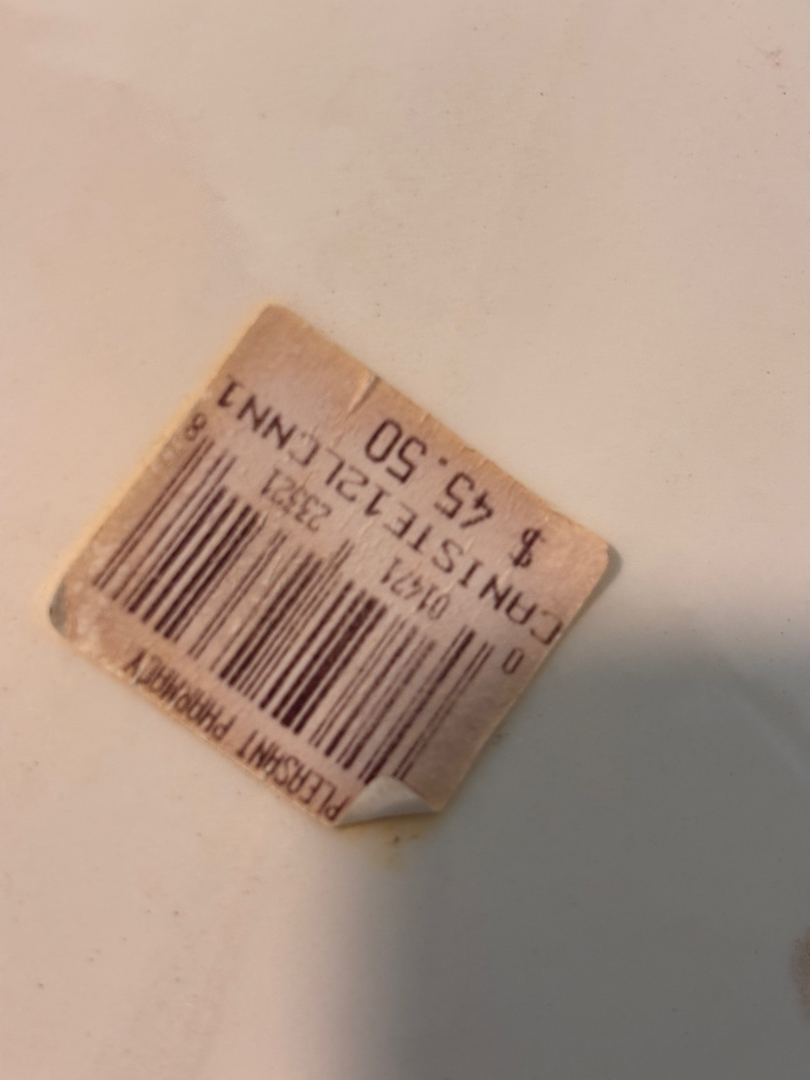 PLEASANT PHARMACY
0 01471 23321 8
CANISTE12LCNN1
$ 45.50